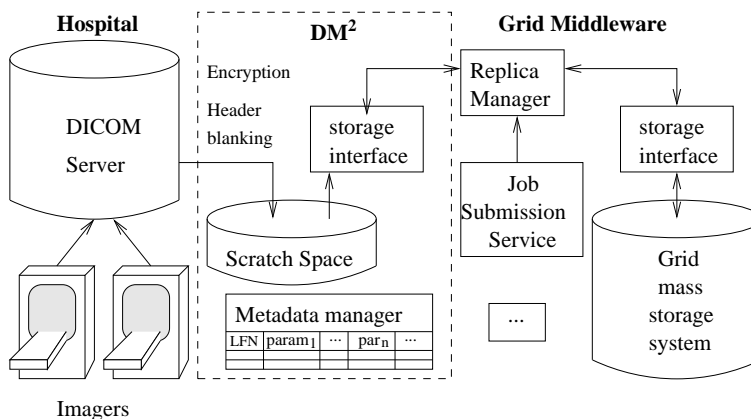 Hospital
DM²
Grid Middleware
DICOM
Server
Encryption
Header
blanking
storage
interface
Replica
Manager
storage
interface
Job
Submission
Service
Scratch Space
Grid
mass
storage
system
Metadata manager
LFN param₁ ... parₙ ...
...
Imagers